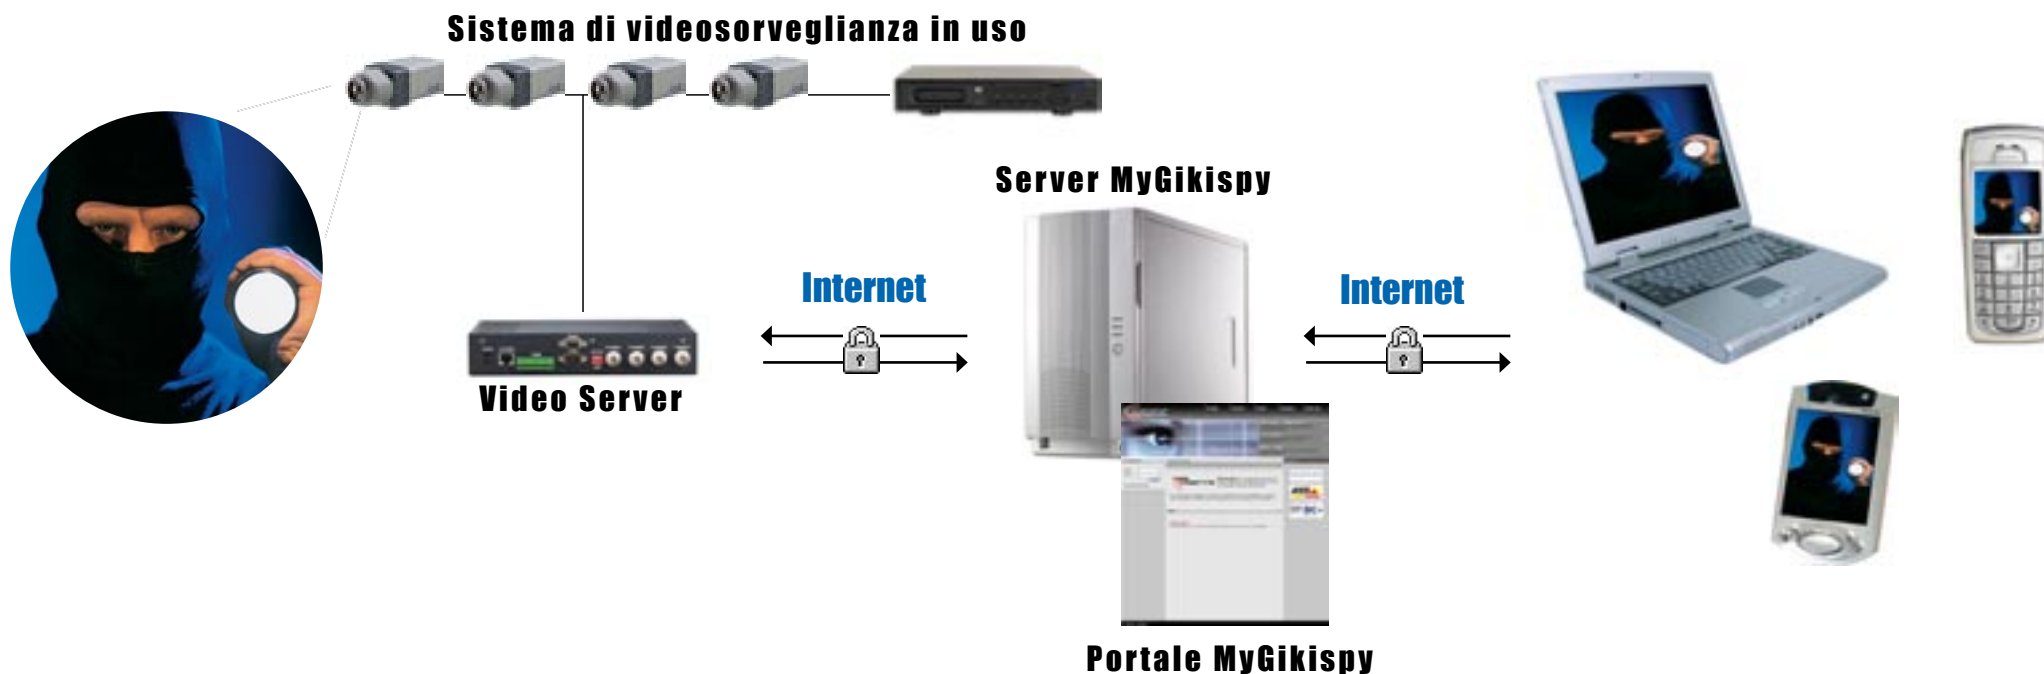 Sistema di videosorveglianza in uso
Server MyGikispy
Internet
Internet
Video Server
Portale MyGikispy